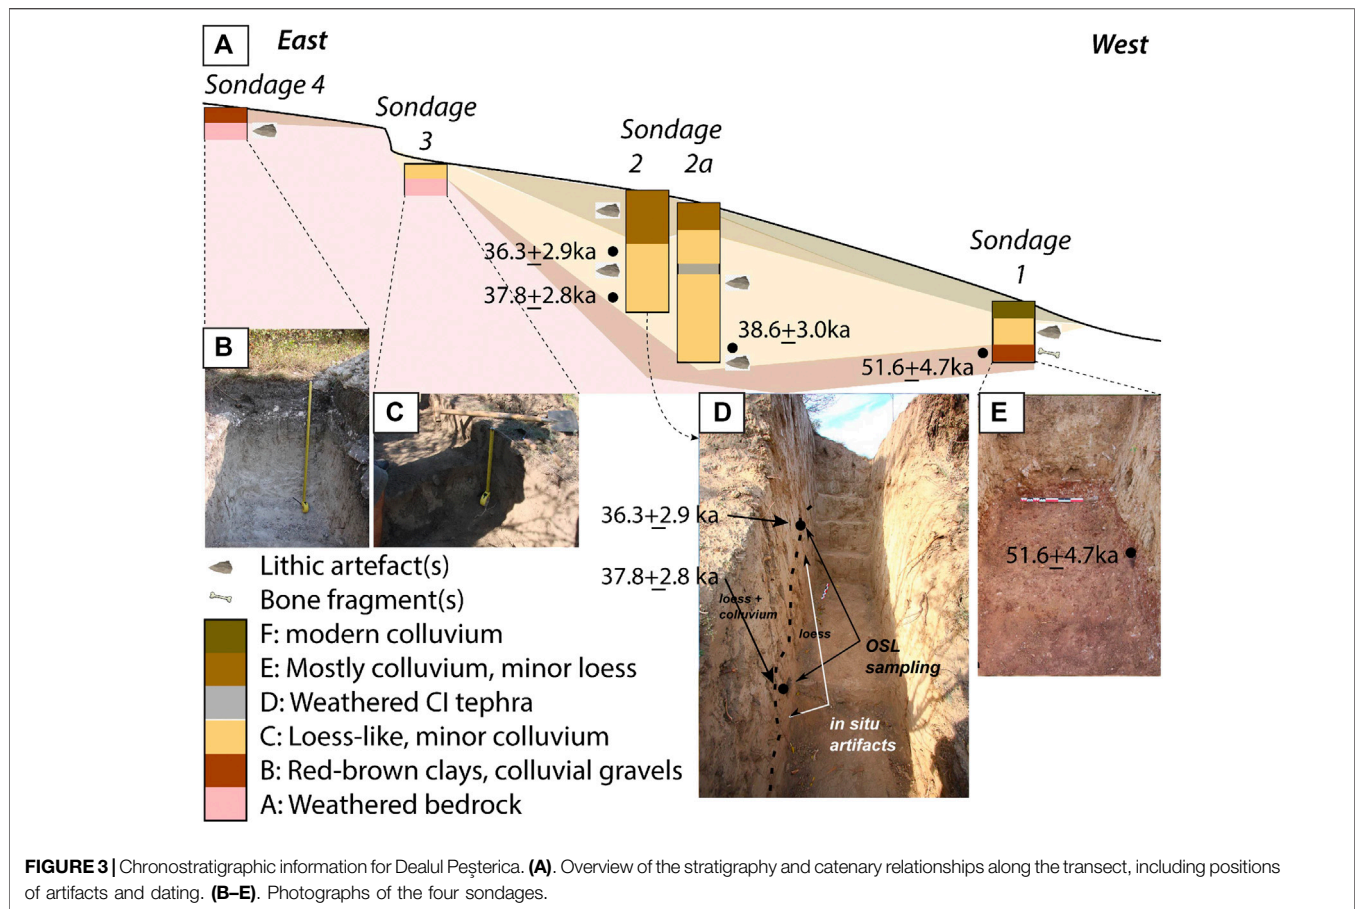 A
East
West
Sondage 4
Sondage
3
Sondage
2
2a
Sondage
1
36.3±2.9ka
37.8±2.8ka
38.6±3.0ka
51.6±4.7ka
B
C
D
E
36.3±2.9 ka
37.8±2.8 ka
loess +
colluvium
loess
OSL
sampling
in situ
artifacts
51.6±4.7ka
Lithic artefact(s)
Bone fragment(s)
F: modern colluvium
E: Mostly colluvium, minor loess
D: Weathered CI tephra
C: Loess-like, minor colluvium
B: Red-brown clays, colluvial gravels
A: Weathered bedrock
FIGURE 3 | Chronostratigraphic information for Dealul Peșterica. (A). Overview of the stratigraphy and catenary relationships along the transect, including positions
of artifacts and dating. (B–E). Photographs of the four sondages.